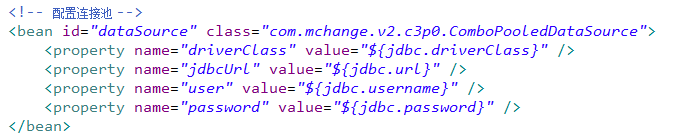 <!-- 配置连接池 -->
<bean id="dataSource" class="com.mchange.v2.c3p0.ComboPooledDataSource">
    <property name="driverClass" value="${jdbc.driverClass}" />
    <property name="jdbcUrl" value="${jdbc.url}" />
    <property name="user" value="${jdbc.username}" />
    <property name="password" value="${jdbc.password}" />
</bean>